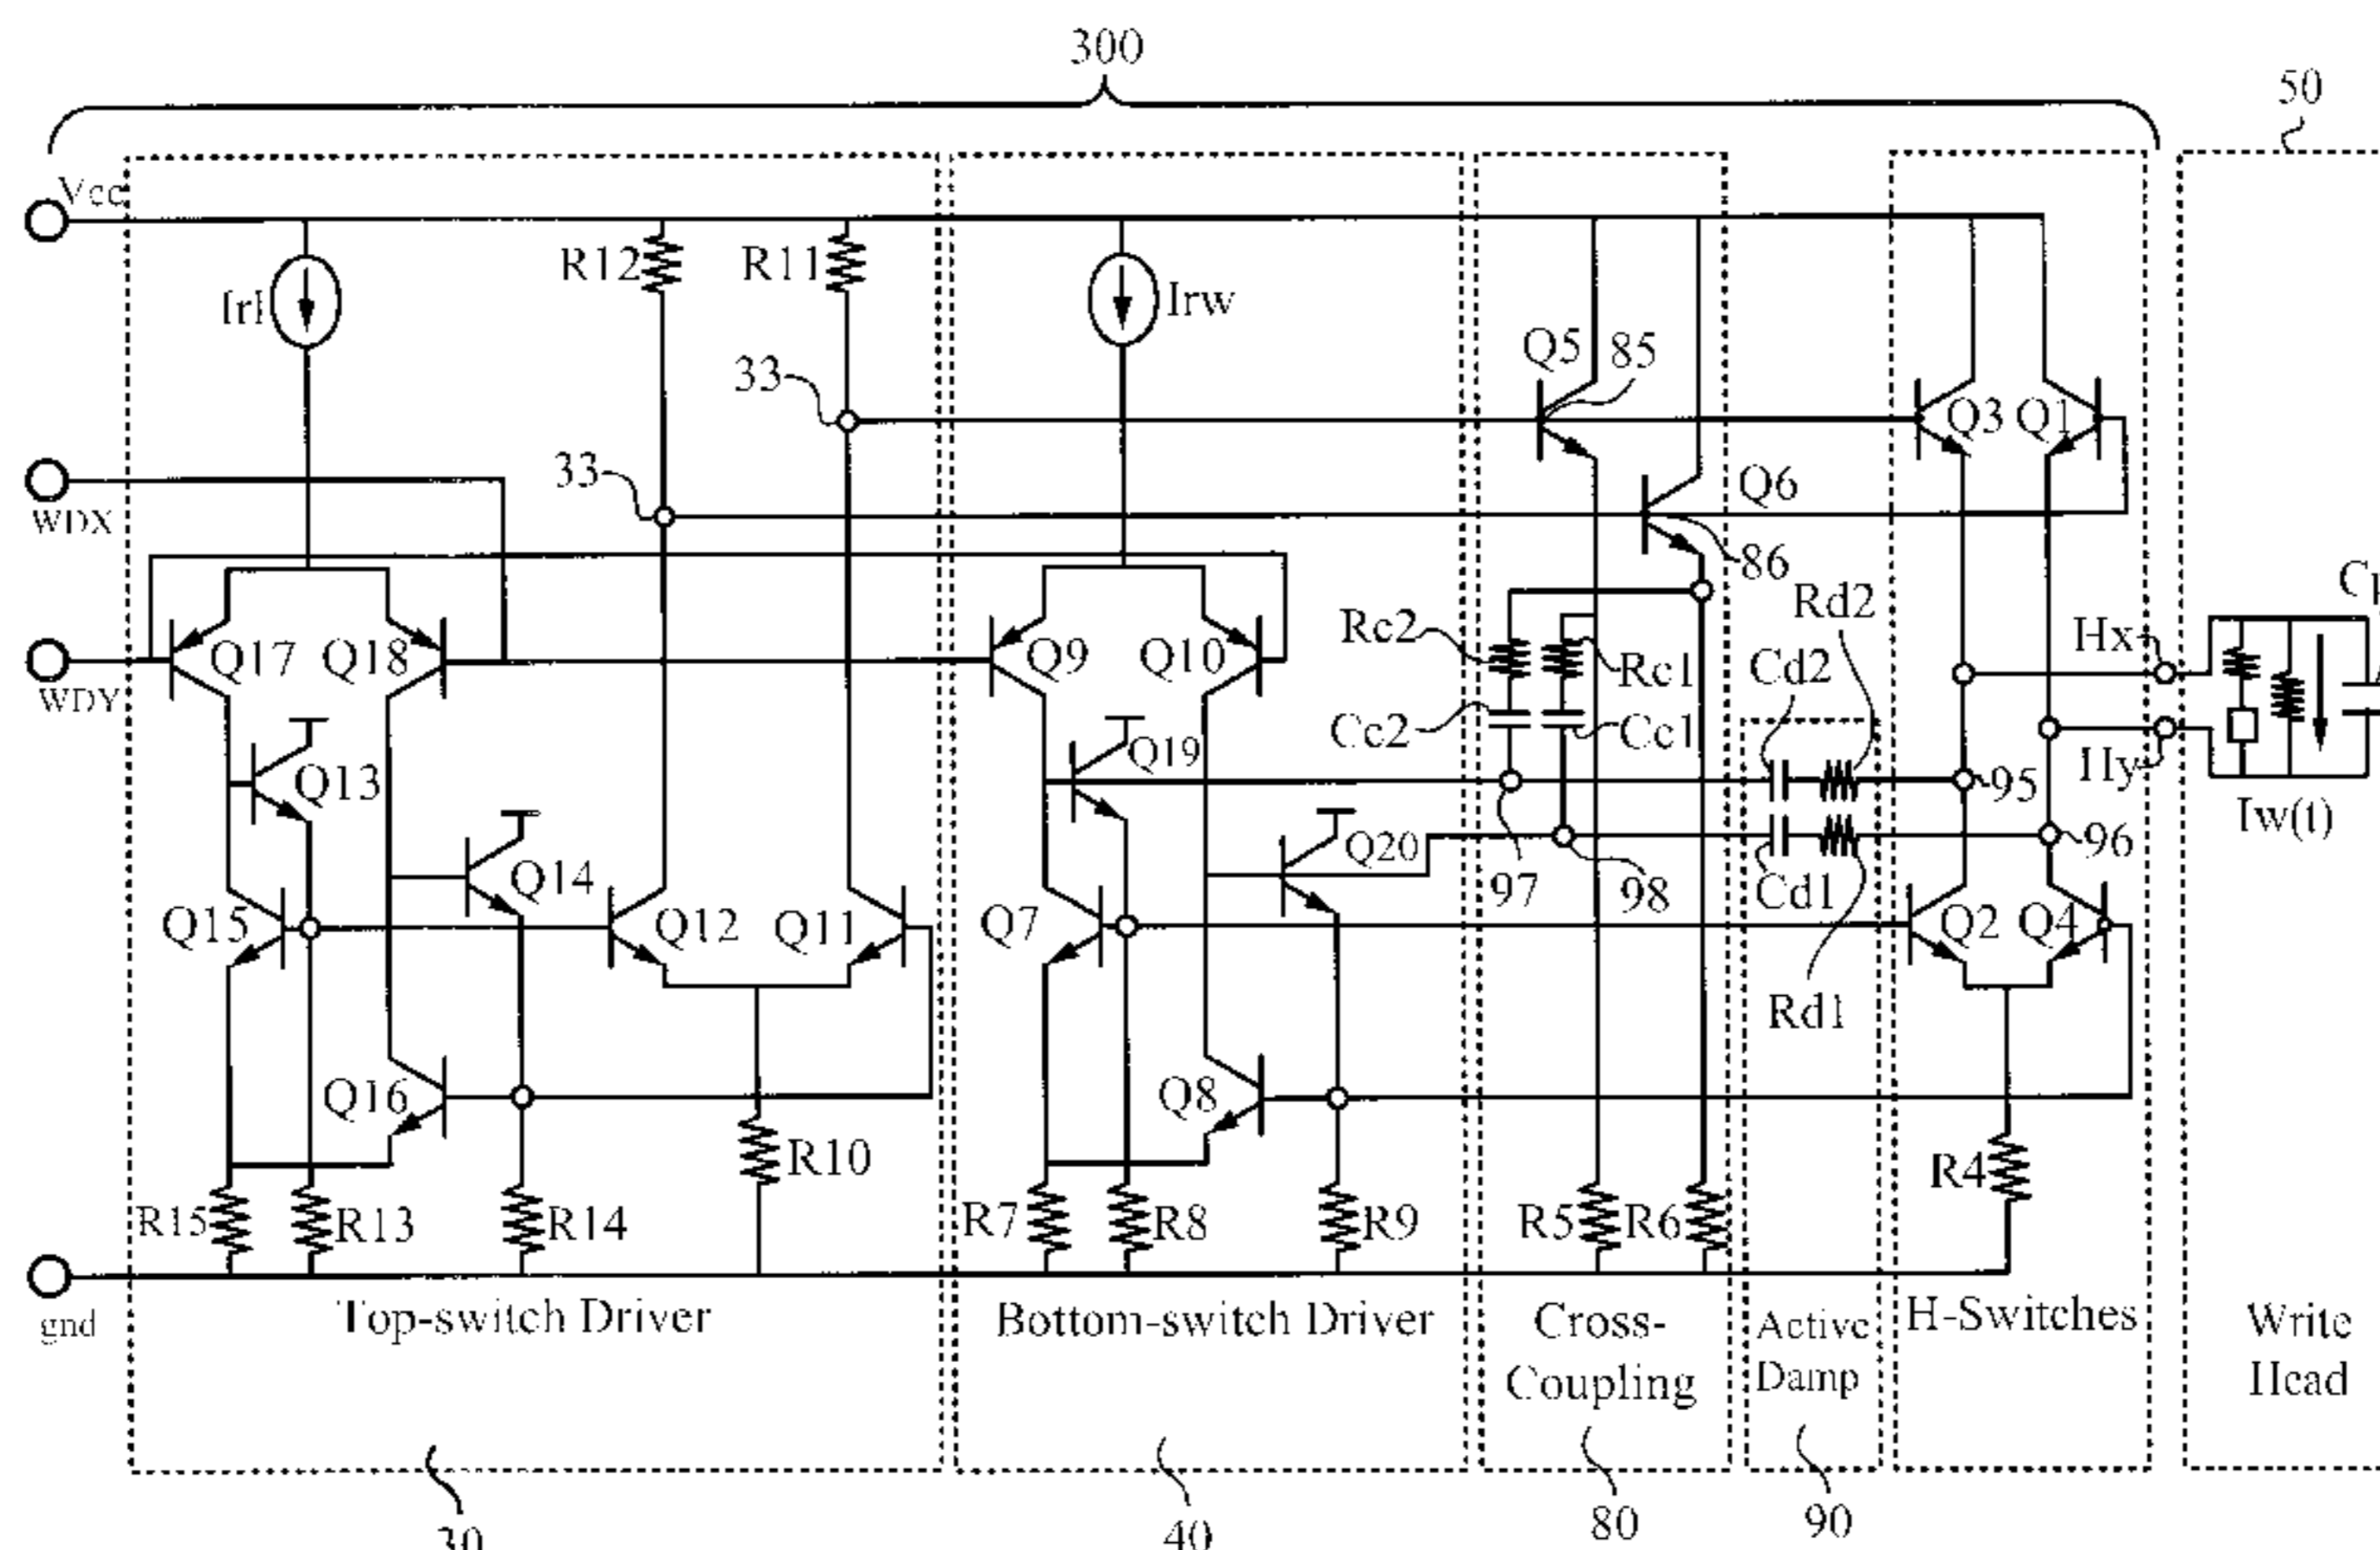 300
50
Vcc
R12
R11
Irl
Irw
Q5
85
33
Q3
Q1
33
Q6
WDX
86
Rd2
Hx
Rc2
Q17
Q18
Q9
Q10
Rc1
Cd2
WDY
Cc2
Cc1
Q19
Q13
Hy
95
Iw(t)
Q20
Q14
96
97
98
Cd1
Q15
Q12
Q11
Q7
Q2
Q4
Rd1
Q16
Q8
R10
R4
R15
R13
R14
R7
R8
R9
R5
R6
gnd
Top-switch Driver
Bottom-switch Driver
Cross-
Coupling
Active
Damp
H-Switches
Write
Head
30
40
80
90